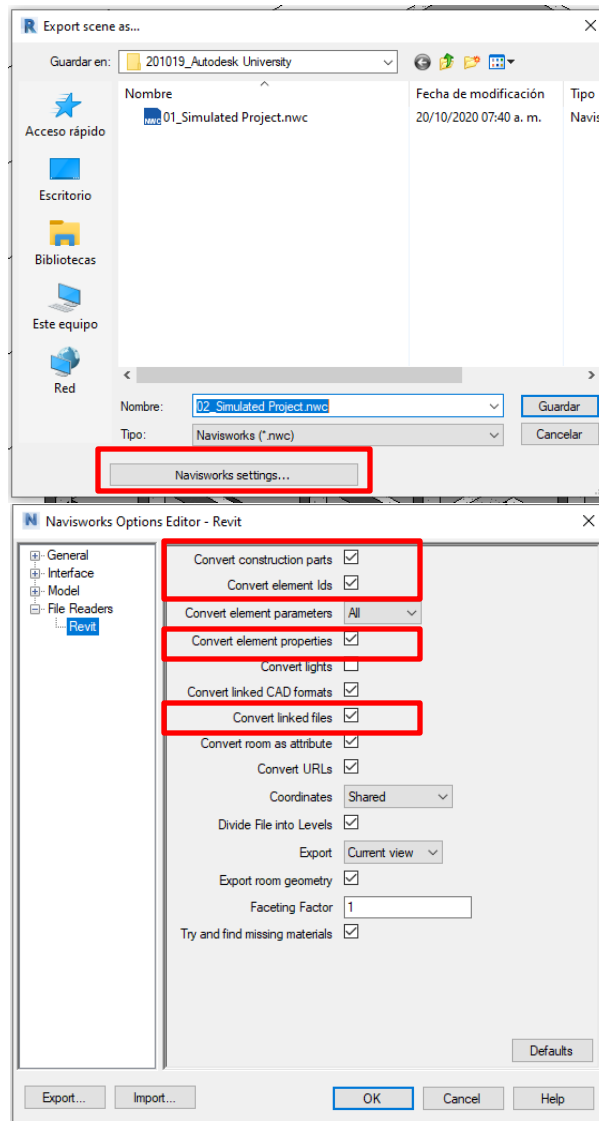 Export scene as...
Guardar en: 201019_Autodesk University
Nombre Fecha de modificación Tipo
01_Simulated Project.nwc 20/10/2020 07:40 a. m. Navis
Acceso rápido
Escritorio
Bibliotecas
Este equipo
Red
Nombre: 02_Simulated Project.nwc Guardar
Tipo: Navisworks (*.nwc) Cancelar
Navisworks settings...
Navisworks Options Editor - Revit
General
Interface
Model
File Readers
Revit
Convert construction parts
Convert element Ids
Convert element parameters All
Convert element properties
Convert lights
Convert linked CAD formats
Convert linked files
Convert room as attribute
Convert URLs
Coordinates Shared
Divide File into Levels
Export Current view
Export room geometry
Faceting Factor 1
Try and find missing materials
Defaults
Export... Import... OK Cancel Help